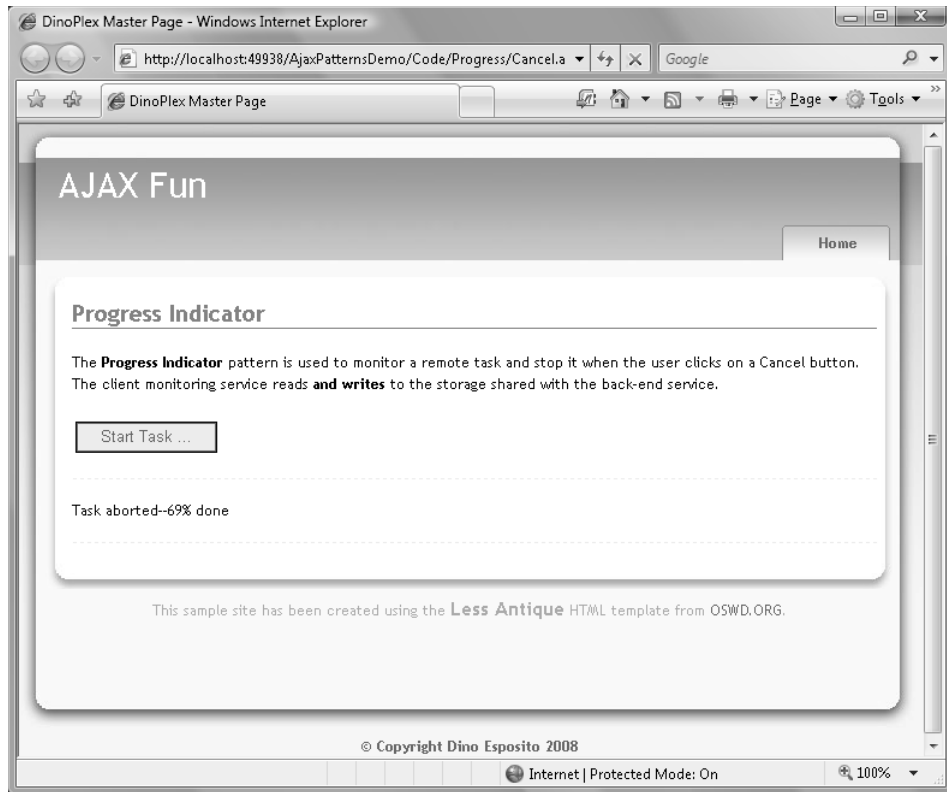 DinoPlex Master Page - Windows Internet Explorer
http://localhost:49938/AjaxPatternsDemo/Code/Progress/Cancel.a
Google
DinoPlex Master Page
Page
Tools
AJAX Fun
Home
Progress Indicator
The Progress Indicator pattern is used to monitor a remote task and stop it when the user clicks on a Cancel button.
The client monitoring service reads and writes to the storage shared with the back-end service.
Start Task ...
Task aborted--69% done
This sample site has been created using the Less Antique HTML template from OSWD.ORG.
© Copyright Dino Esposito 2008
Internet | Protected Mode: On
100%